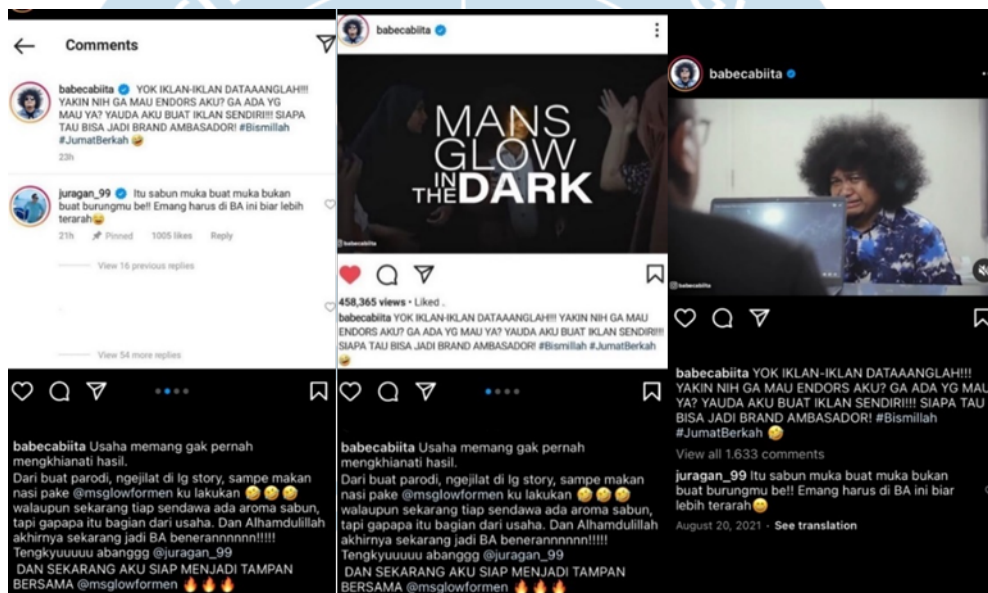 Comments
babecabiita YOK IKLAN-IKLAN DATAAANGLAH!!!
YAKIN NIH GA MAU ENDORS AKU? GA ADA YG
MAU YA? YAUDA AKU BUAT IKLAN SENDIRI!!! SIAPA
TAU BISA JADI BRAND AMBASADOR! #Bismillah
#JumatBerkah 🤣
23h
juragan_99 Itu sabun muka buat muka bukan
buat burungmu be!! Emang harus di BA ini biar lebih
terarah😄
21h Pinned 1005 likes Reply
View 16 previous replies
View 54 more replies
babecabiita Usaha memang gak pernah
mengkhianati hasil.
Dari buat parodi, ngejilat di Ig story, sampe makan
nasi pake @msglowformen ku lakukan 🤣🤣🤣
walaupun sekarang tiap sendawa ada aroma sabun,
tapi gapapa itu bagian dari usaha. Dan Alhamdulillah
akhirnya sekarang jadi BA benerannnnnn!!!!!
Tengkyuuuuu abanggg @juragan_99
DAN SEKARANG AKU SIAP MENJADI TAMPAN
BERSAMA @msglowformen 🔥🔥🔥
babecabiita
MANS
GLOW
IN THE DARK
babecabiita
458,365 views • Liked .
babecabiita YOK IKLAN-IKLAN DATAAANGLAH!!! YAKIN NIH GA MAU
ENDORS AKU? GA ADA YG MAU YA? YAUDA AKU BUAT IKLAN SENDIRI!!!!
SIAPA TAU BISA JADI BRAND AMBASADOR! #Bismillah #JumatBerkah
🤣
babecabiita Usaha memang gak pernah
mengkhianati hasil.
Dari buat parodi, ngejilat di Ig story, sampe makan
nasi pake @msglowformen ku lakukan 🤣🤣🤣
walaupun sekarang tiap sendawa ada aroma sabun,
tapi gapapa itu bagian dari usaha. Dan Alhamdulillah
akhirnya sekarang jadi BA benerannnnnn!!!!!
Tengkyuuuuu abanggg @juragan_99
DAN SEKARANG AKU SIAP MENJADI TAMPAN
BERSAMA @msglowformen 🔥🔥🔥
babecabiita
babecabiita
babecabiita YOK IKLAN-IKLAN DATAAANGLAH!!!
YAKIN NIH GA MAU ENDORS AKU? GA ADA YG MAU
YA? YAUDA AKU BUAT IKLAN SENDIRI!!! SIAPA TAU
BISA JADI BRAND AMBASADOR! #Bismillah
#JumatBerkah 🤣
View all 1.633 comments
juragan_99 Itu sabun muka buat muka bukan
buat burungmu be!! Emang harus di BA ini biar
lebih terarah😄
August 20, 2021 · See translation